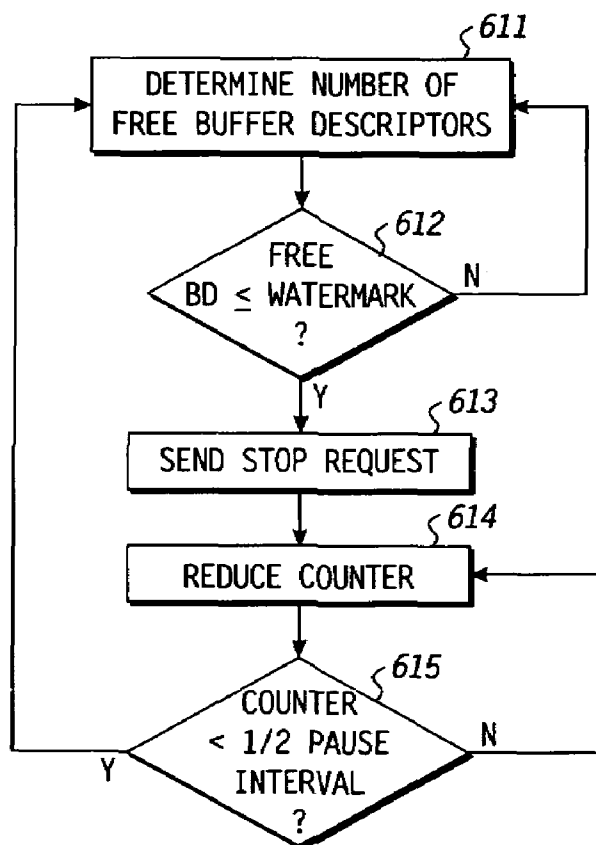 611
DETERMINE NUMBER OF
FREE BUFFER DESCRIPTORS
612
FREE
BD ≤ WATERMARK
?
N
Y
613
SEND STOP REQUEST
614
REDUCE COUNTER
615
COUNTER
< 1/2 PAUSE
INTERVAL
?
Y
N